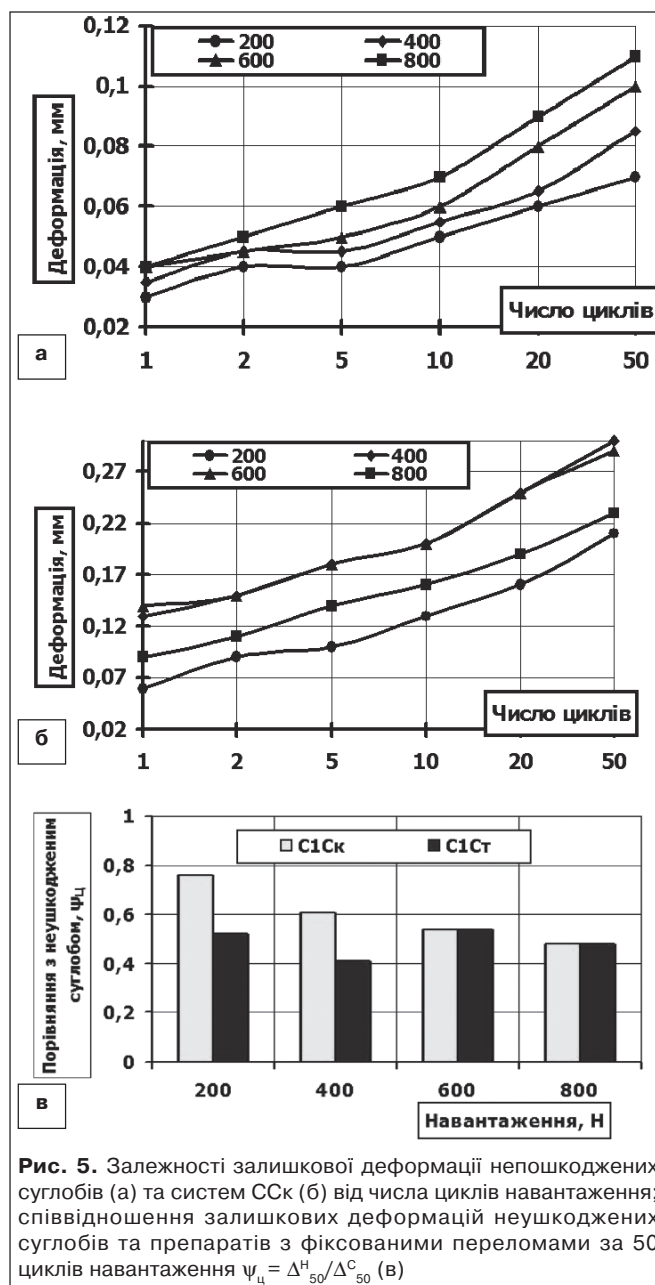 0,12
200 400
600 800
0,1
0,08
0,06
0,04
0,02
Деформація, мм
Число циклів
1 2 5 10 20 50
а
200 400
600 800
0,27
0,22
0,17
0,12
0,07
0,02
Деформація, мм
Число циклів
1 2 5 10 20 50
б
1
0,8
0,6
0,4
0,2
0
Порівняння з неушкодженим
суглобом, ψц
С1Ск С1Ст
200 400 600 800
Навантаження, Н
в
Рис. 5. Залежності залишкової деформації непошкоджених
суглобів (а) та систем ССк (б) від числа циклів навантаження;
співвідношення залишкових деформацій неушкоджених
суглобів та препаратів з фіксованими переломами за 50
циклів навантаження ψц = Δᴴ₅₀/Δᶜ₅₀ (в)